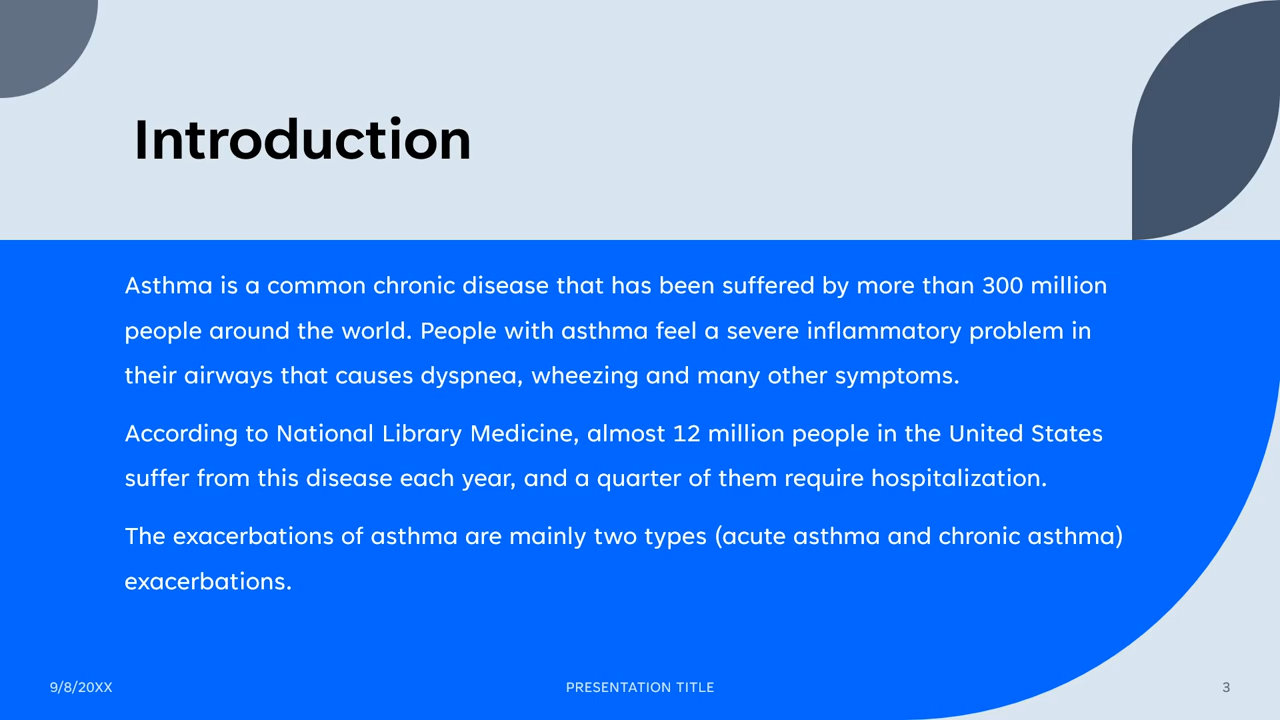 Introduction
Asthma is a common chronic disease that has been suffered by more than 300 million
people around the world. People with asthma feel a severe inflammatory problem in
their airways that causes dyspnea, wheezing and many other symptoms.
According to National Library Medicine, almost 12 million people in the United States
suffer from this disease each year, and a quarter of them require hospitalization.
The exacerbations of asthma are mainly two types (acute asthma and chronic asthma)
exacerbations.
9/8/20XX
PRESENTATION TITLE
3